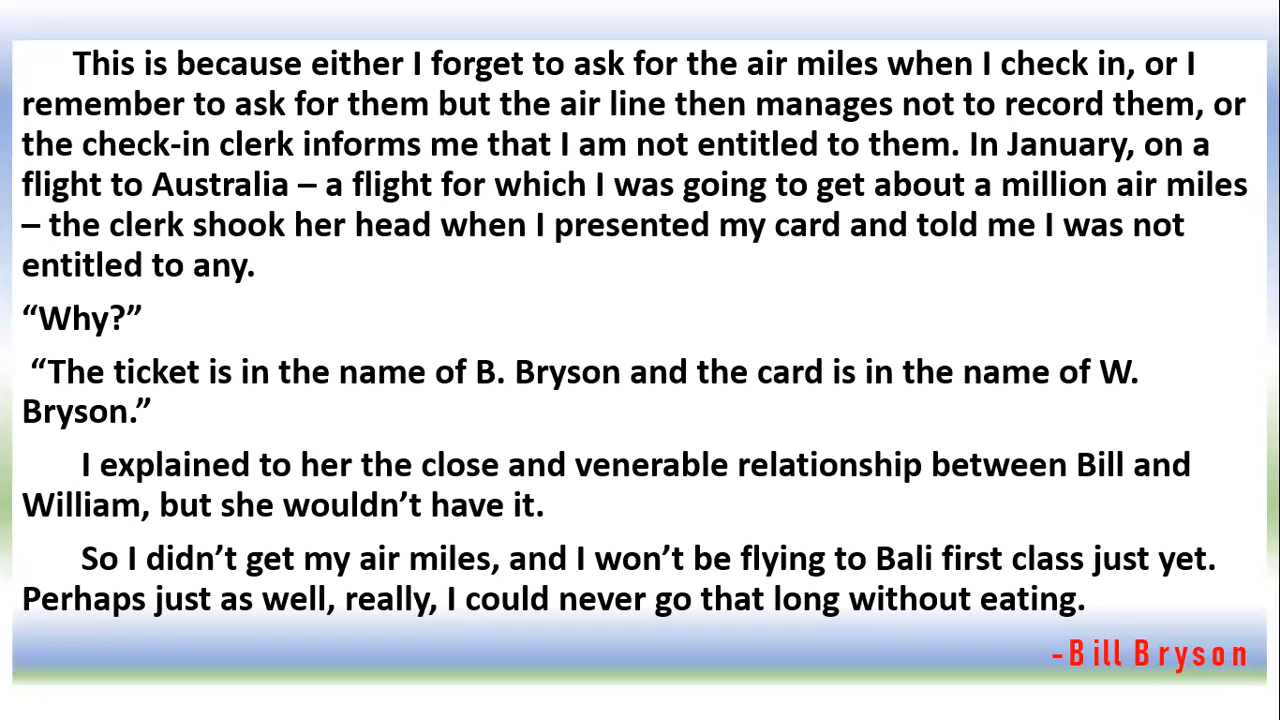 This is because either I forget to ask for the air miles when I check in, or I
remember to ask for them but the air line then manages not to record them, or
the check-in clerk informs me that I am not entitled to them. In January, on a
flight to Australia – a flight for which I was going to get about a million air miles
– the clerk shook her head when I presented my card and told me I was not
entitled to any.
“Why?”
“The ticket is in the name of B. Bryson and the card is in the name of W.
Bryson.”
I explained to her the close and venerable relationship between Bill and
William, but she wouldn’t have it.
So I didn’t get my air miles, and I won’t be flying to Bali first class just yet.
Perhaps just as well, really, I could never go that long without eating.
-Bill Bryson